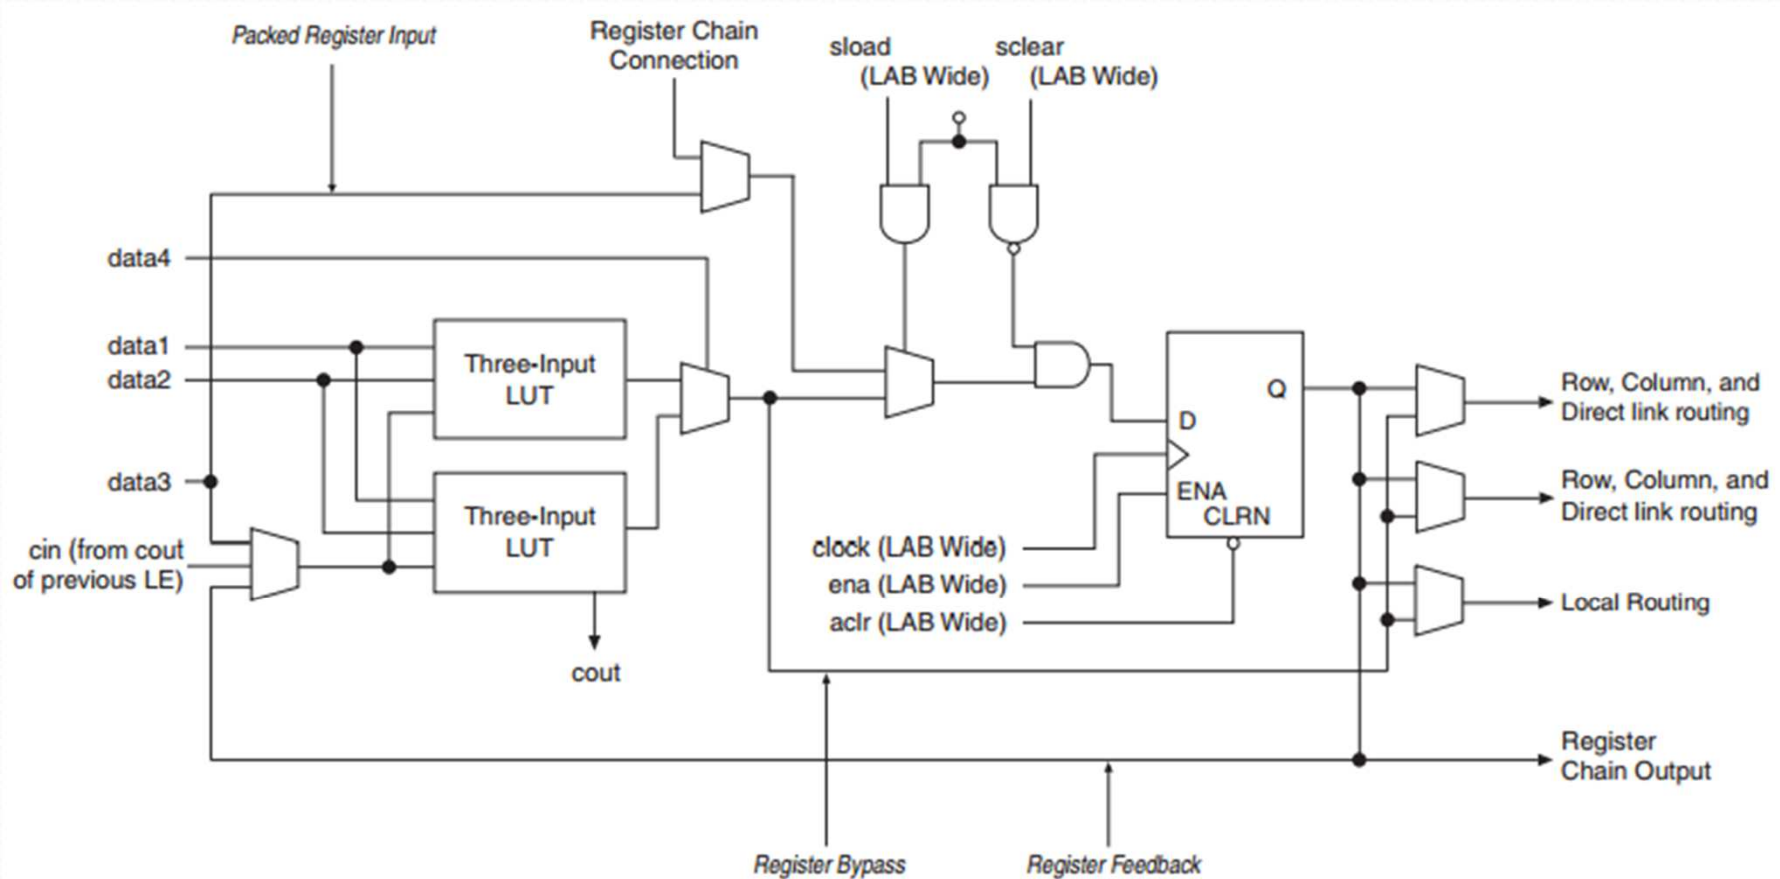 Packed Register Input
Register Chain
Connection
sload
(LAB Wide)
sclear
(LAB Wide)
data4
data1
data2
data3
cin (from cout
of previous LE)
Three-Input
LUT
Three-Input
LUT
cout
D
Q
ENA
CLRN
clock (LAB Wide)
ena (LAB Wide)
aclr (LAB Wide)
Row, Column, and
Direct link routing
Row, Column, and
Direct link routing
Local Routing
Register
Chain Output
Register Bypass
Register Feedback